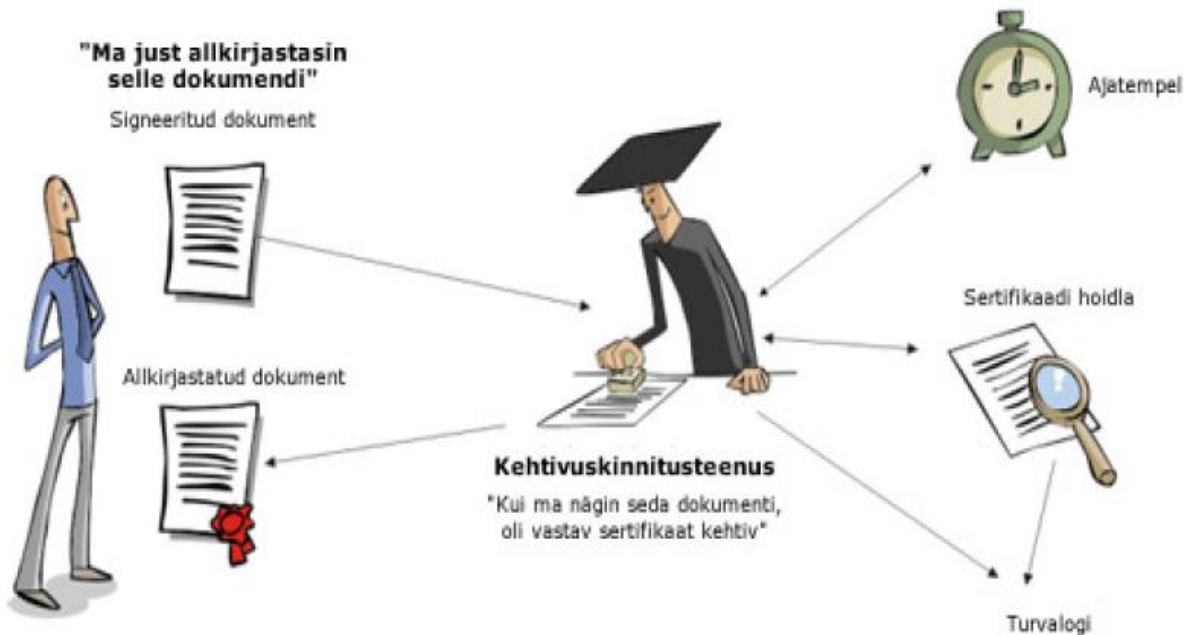 "Ma just allkirjastasin
selle dokumendi"
Signeeritud dokument
Ajatempel
Sertifikaadi hoidla
Allkirjastatud dokument
Kehtivuskinnitusteenus
"Kui ma nägin seda dokumenti,
oli vastav sertifikaat kehtiv"
Turvalogi